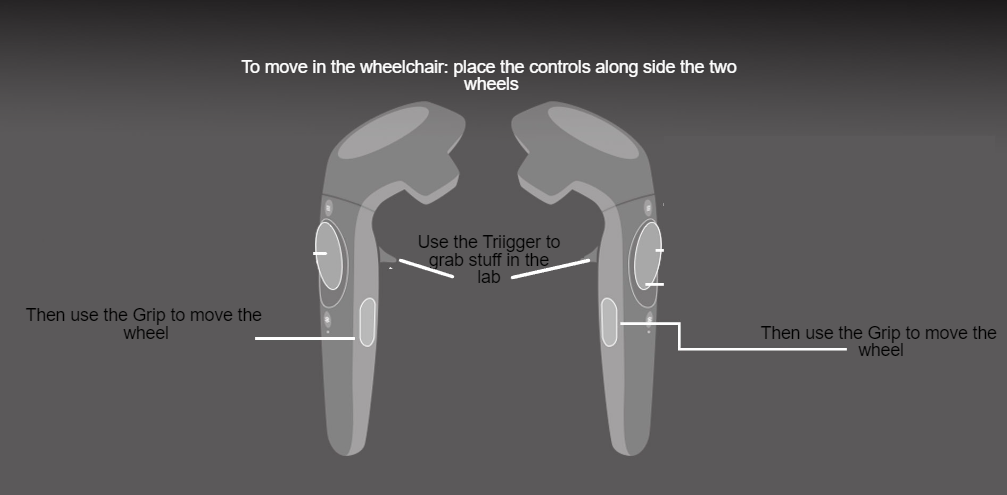 To move in the wheelchair: place the controls along side the two
wheels
Use the Triigger to
grab stuff in the
lab
Then use the Grip to move the
wheel
Then use the Grip to move the
wheel